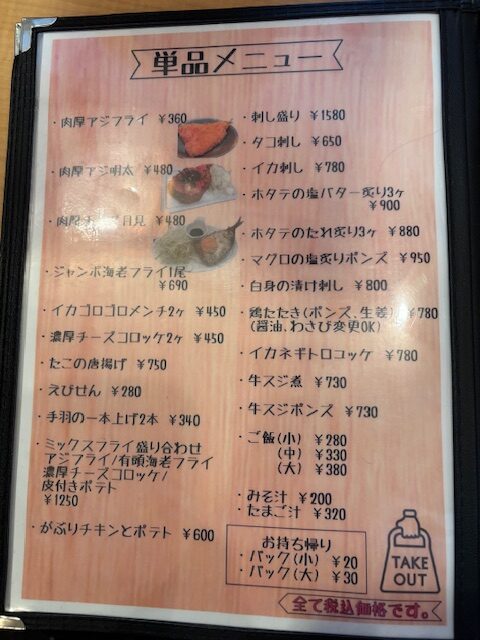 単品メニュー
・肉厚アジフライ ¥360
・肉厚アジ明太 ¥480
・肉厚 月見 ¥480
・ジャンボ海老フライ1尾
¥690
・イカゴロゴロメンチ2ヶ ¥450
・濃厚チーズコロッケ2ヶ ¥450
・たこの唐揚げ ¥750
・えびせん ¥280
・手羽の一本上げ2本 ¥340
・ミックスフライ盛り合わせ
アジフライ/有頭海老フライ
濃厚チーズコロッケ/
皮付きポテト
¥1250
・がぶりチキンとポテト ¥600
・刺し盛り ¥1580
・タコ刺し ¥650
・イカ刺し ¥780
・ホタテの塩バター炙り3ヶ
¥900
・ホタテのたれ炙り3ヶ ¥880
・マグロの塩炙りポンズ ¥950
・白身の漬け刺し ¥800
・鶏たたき(ポンズ、生姜) ¥780
(醤油、わさび変更OK)
・イカネギトロコッケ ¥780
・牛スジ煮 ¥730
・牛スジポンズ ¥730
・ご飯(小) ¥280
(中) ¥330
(大) ¥380
・みそ汁 ¥200
・たまご汁 ¥320
お持ち帰り
・パック(小) ¥20
・パック(大) ¥30
TAKE
OUT
全て税込価格です。